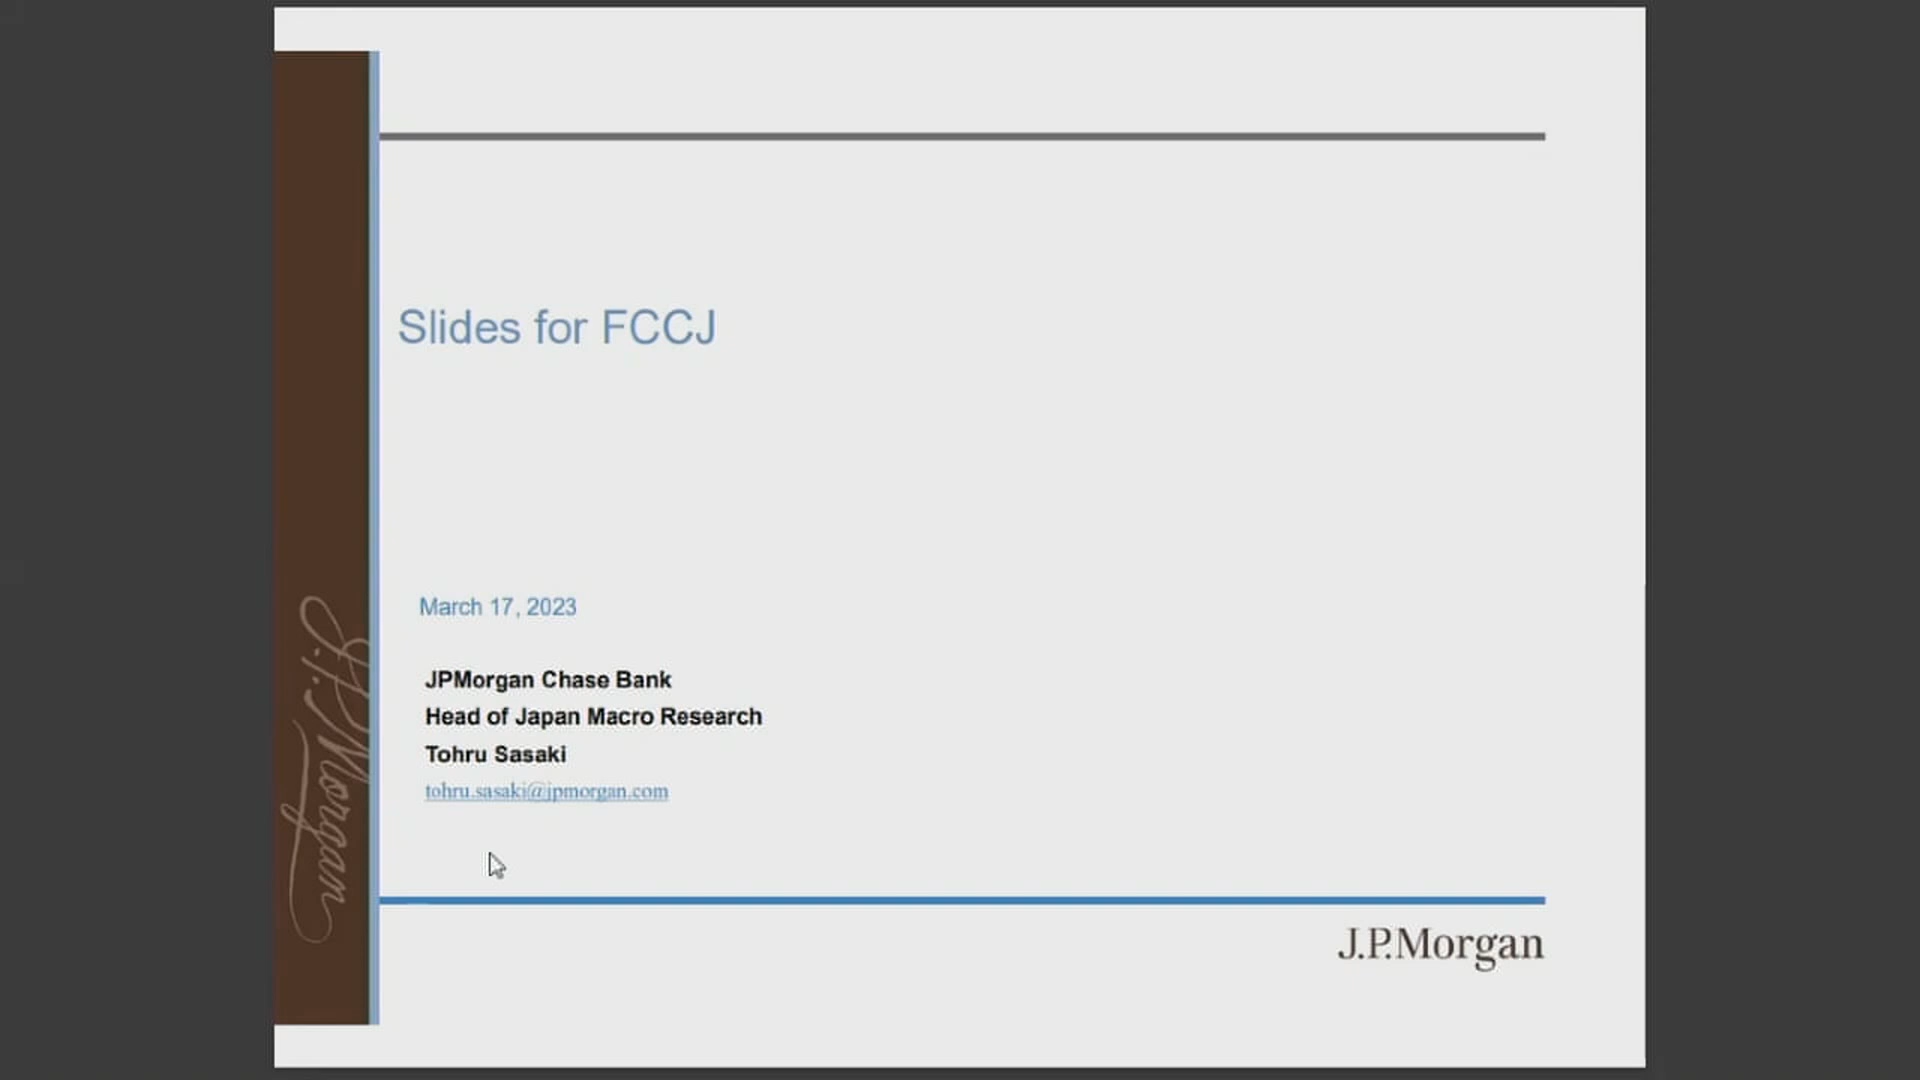 Slides for FCCJ
March 17, 2023
JPMorgan Chase Bank
Head of Japan Macro Research
Tohru Sasaki
tohru.sasaki@jpmorgan.com
J.P.Morgan
J.P.Morgan